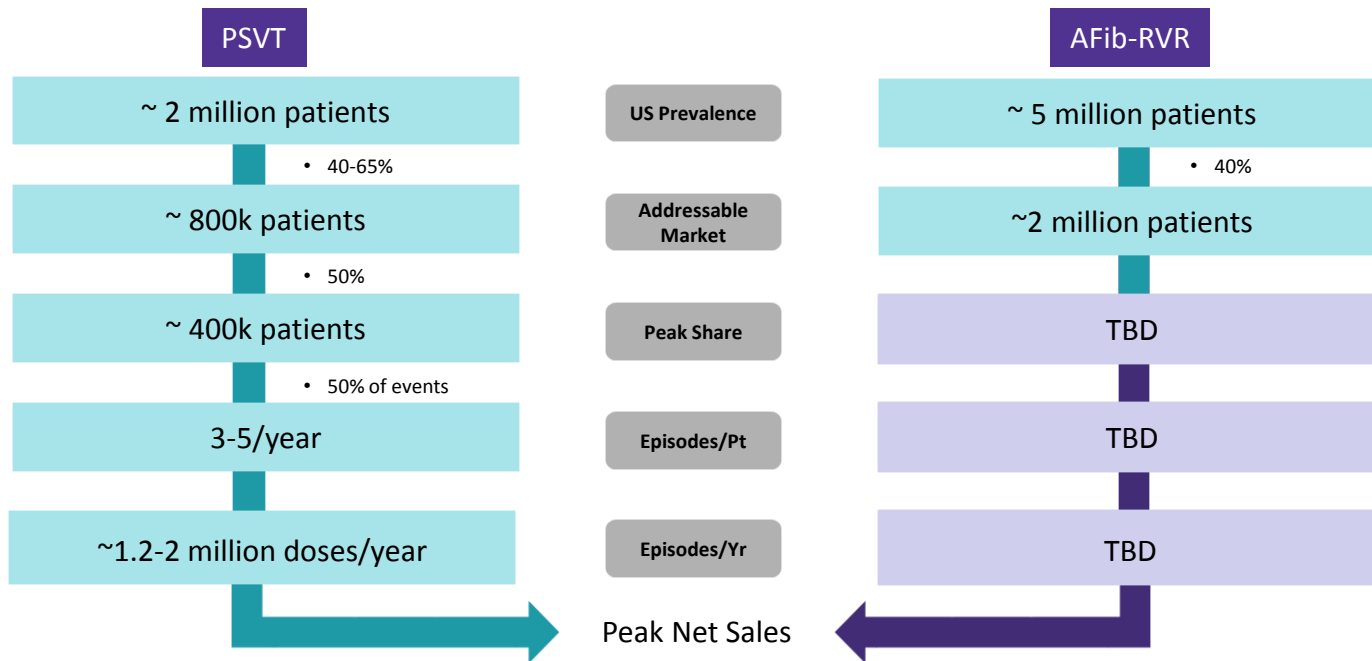 PSVT
AFib-RVR
~ 2 million patients
US Prevalence
~ 5 million patients
• 40-65%
• 40%
~ 800k patients
Addressable
Market
~2 million patients
• 50%
~ 400k patients
Peak Share
TBD
• 50% of events
3-5/year
Episodes/Pt
TBD
~1.2-2 million doses/year
Episodes/Yr
TBD
Peak Net Sales